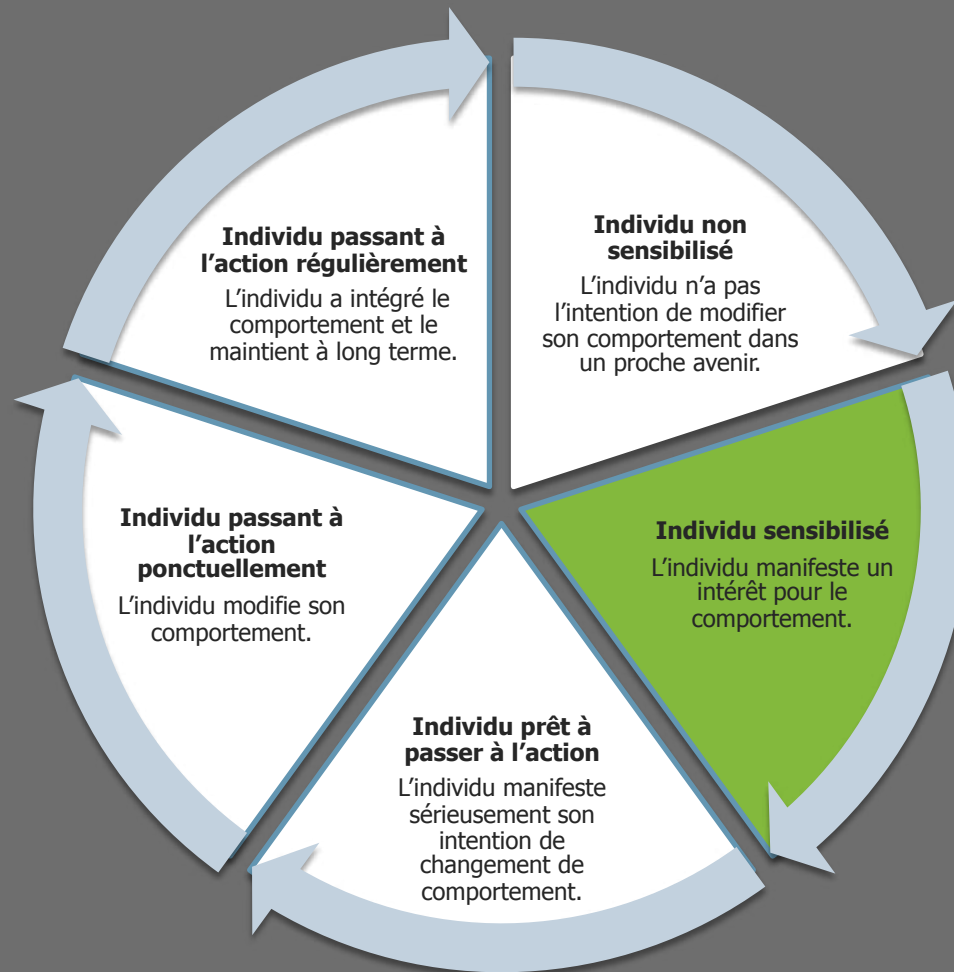 Individu non
sensibilisé
L’individu n’a pas
l’intention de modifier
son comportement dans
un proche avenir.
Individu sensibilisé
L’individu manifeste un
intérêt pour le
comportement.
Individu prêt à
passer à l’action
L’individu manifeste
sérieusement son
intention de
changement de
comportement.
Individu passant à
l’action
ponctuellement
L’individu modifie son
comportement.
Individu passant à
l’action régulièrement
L’individu a intégré le
comportement et le
maintient à long terme.